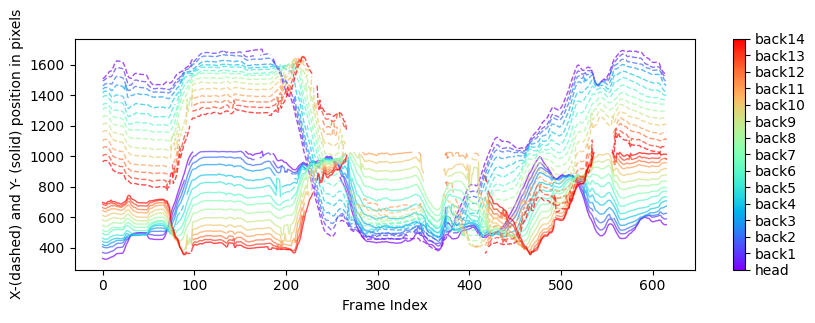 X-(dashed) and Y- (solid) position in pixels
1600
1400
1200
1000
800
600
400
0
100
200
300
400
500
600
Frame Index
back14
back13
back12
back11
back10
back9
back8
back7
back6
back5
back4
back3
back2
back1
head